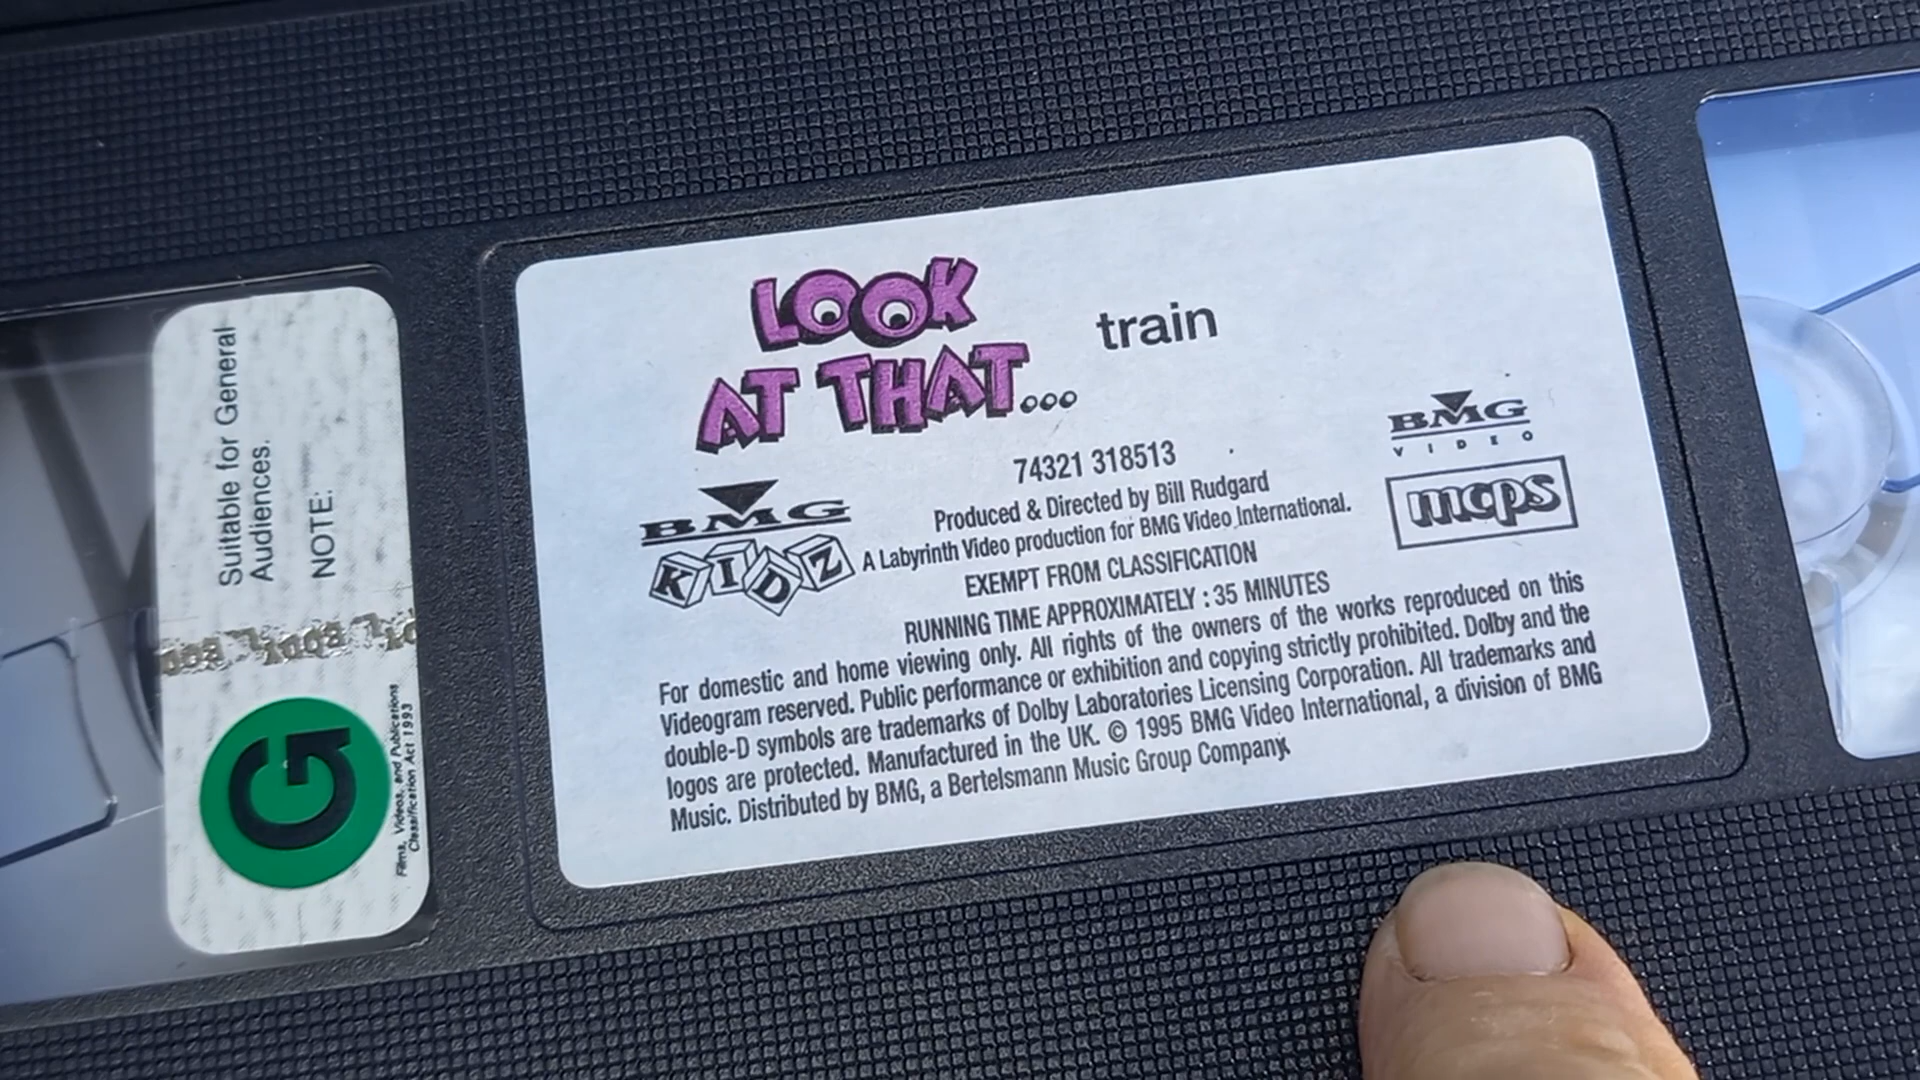 LOOK
AT THAT...
train
74321 318513
Produced & Directed by Bill Rudgard
A Labyrinth Video production for BMG Video International.
EXEMPT FROM CLASSIFICATION
RUNNING TIME APPROXIMATELY : 35 MINUTES
For domestic and home viewing only. All rights of the owners of the works reproduced on this
Videogram reserved. Public performance or exhibition and copying strictly prohibited. Dolby and the
double-D symbols are trademarks of Dolby Laboratories Licensing Corporation. All trademarks and
logos are protected. Manufactured in the UK. © 1995 BMG Video International, a division of BMG
Music. Distributed by BMG, a Bertelsmann Music Group Company
BMG
KIDZ
BMG
VIDEO
mcps
Suitable for General
Audiences.
NOTE:
G
Films, Videos, and Publications
Classification Act 1993